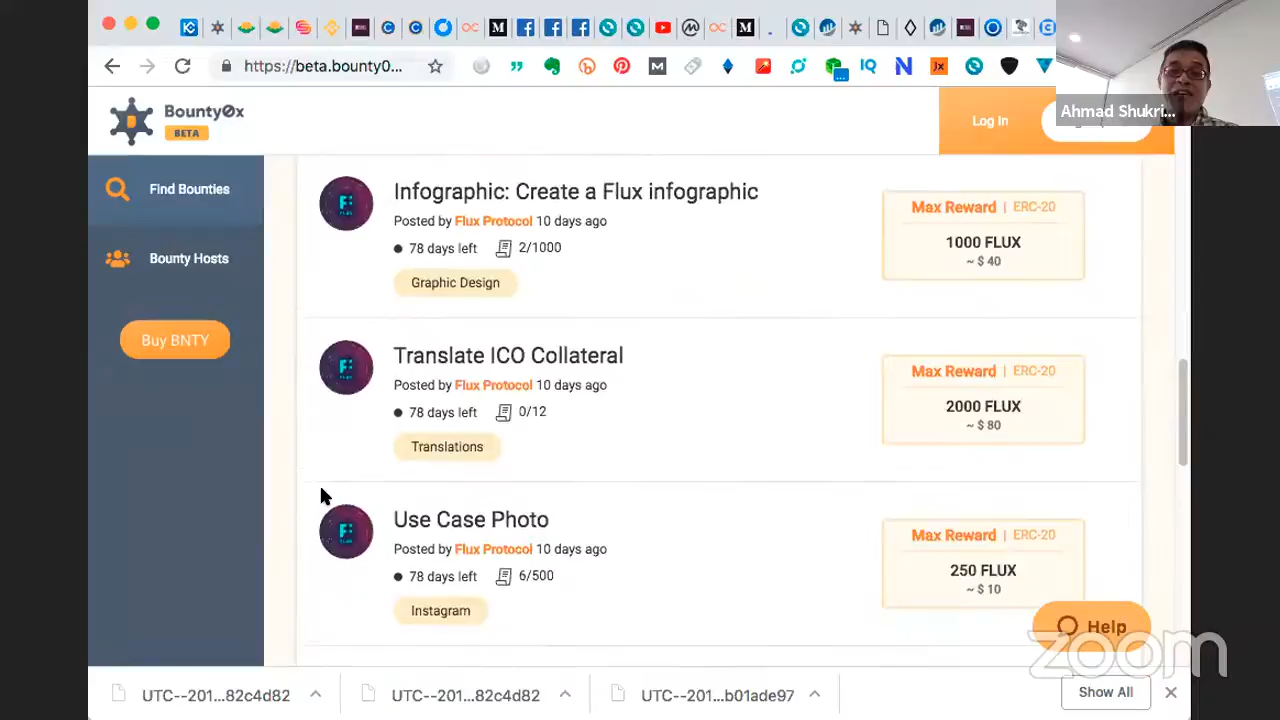 https://beta.bounty0...
Ahmad Shukri...
Bounty0x
BETA
Log In
Find Bounties
Bounty Hosts
Buy BNTY
Infographic: Create a Flux infographic
Posted by Flux Protocol 10 days ago
78 days left 2/1000
Graphic Design
Max Reward | ERC-20
1000 FLUX
~ $ 40
Translate ICO Collateral
Posted by Flux Protocol 10 days ago
78 days left 0/12
Translations
Max Reward | ERC-20
2000 FLUX
~ $ 80
Use Case Photo
Posted by Flux Protocol 10 days ago
78 days left 6/500
Instagram
Max Reward | ERC-20
250 FLUX
~ $ 10
Help
zoom
UTC--201...82c4d82
UTC--201...82c4d82
UTC--201...b01ade97
Show All